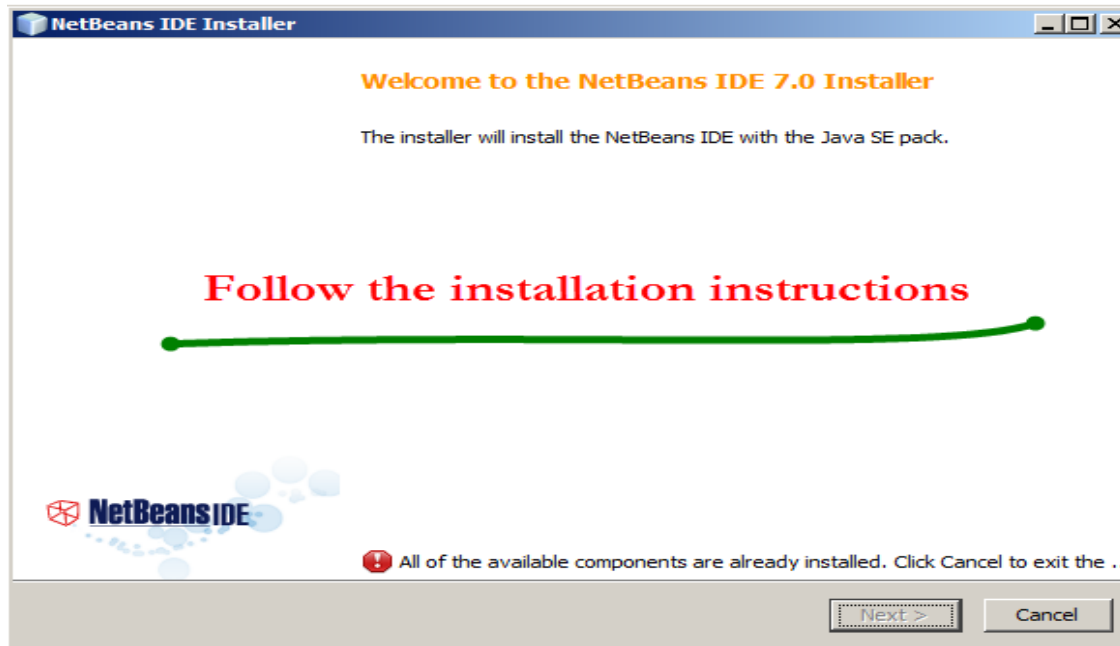 NetBeans IDE Installer
Welcome to the NetBeans IDE 7.0 Installer
The installer will install the NetBeans IDE with the Java SE pack.
Follow the installation instructions
NetBeans IDE
All of the available components are already installed. Click Cancel to exit the .
Next >
Cancel